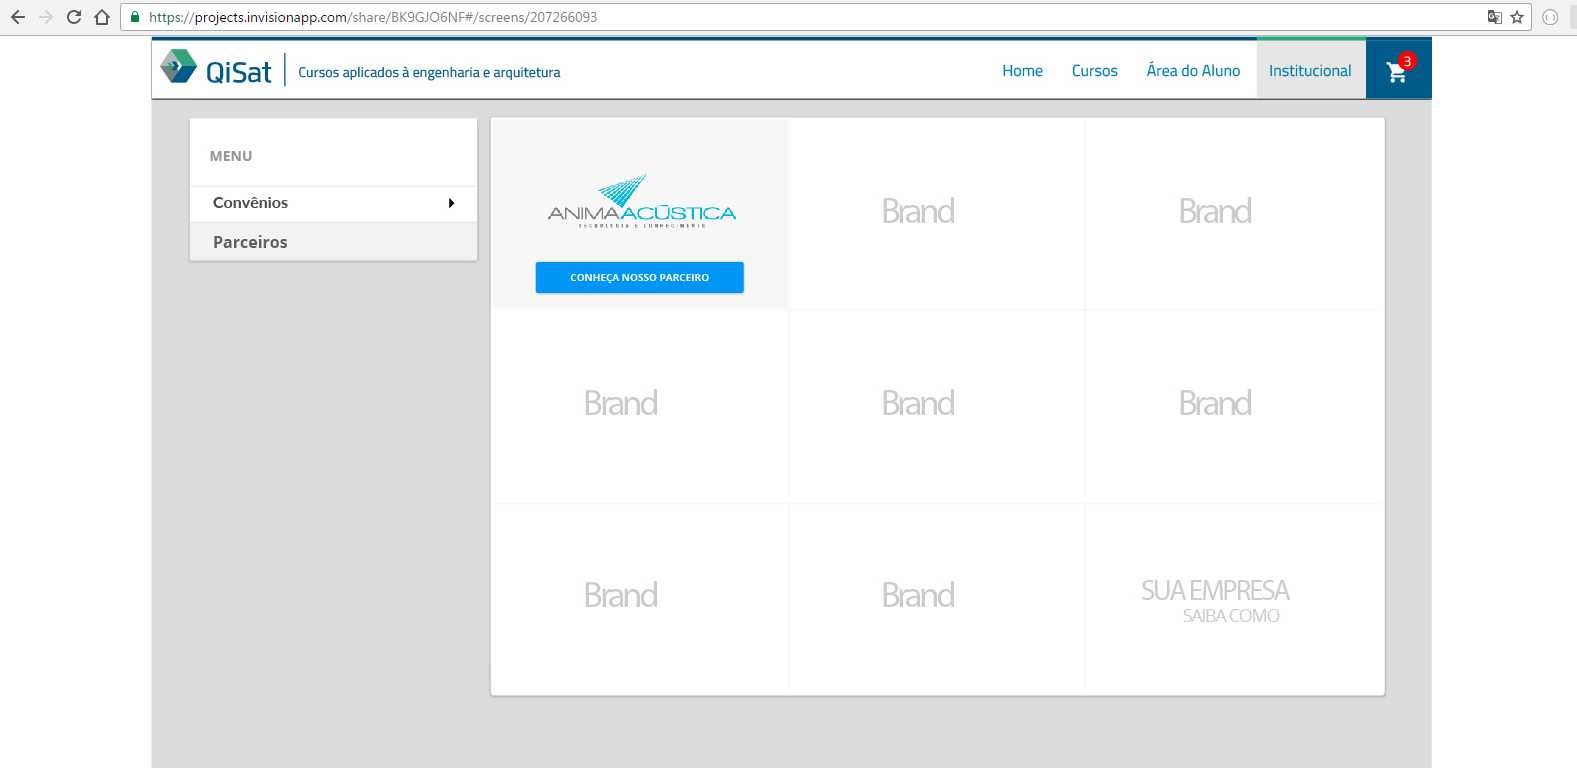 https://projects.invisionapp.com/share/BK9GJO6NF#/screens/207266093
QiSat
Cursos aplicados à engenharia e arquitetura
Home
Cursos
Área do Aluno
Institucional
3
MENU
Convênios
Parceiros
ANIMAACÚSTICA
TECNOLOGIA E CONHECIMENTO
CONHEÇA NOSSO PARCEIRO
Brand
Brand
Brand
Brand
Brand
Brand
Brand
SUA EMPRESA
SAIBA COMO